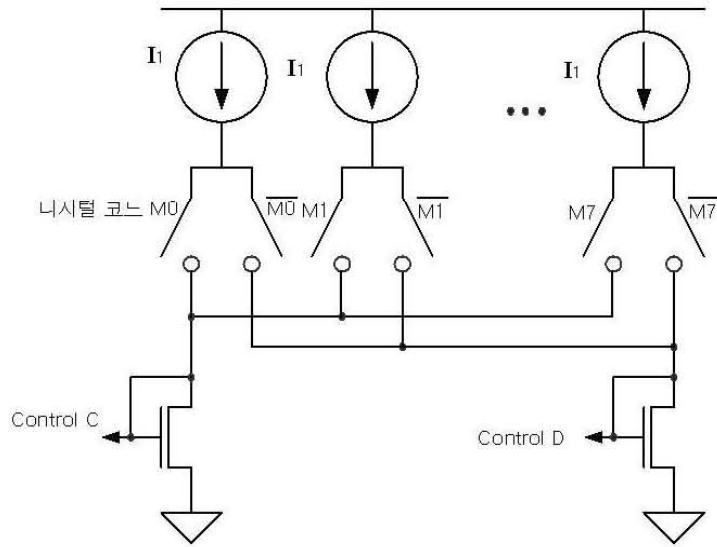 I1 I1 I1
니시털 코느 M0 M0 M1 M1 M7 M7
Control C
Control D